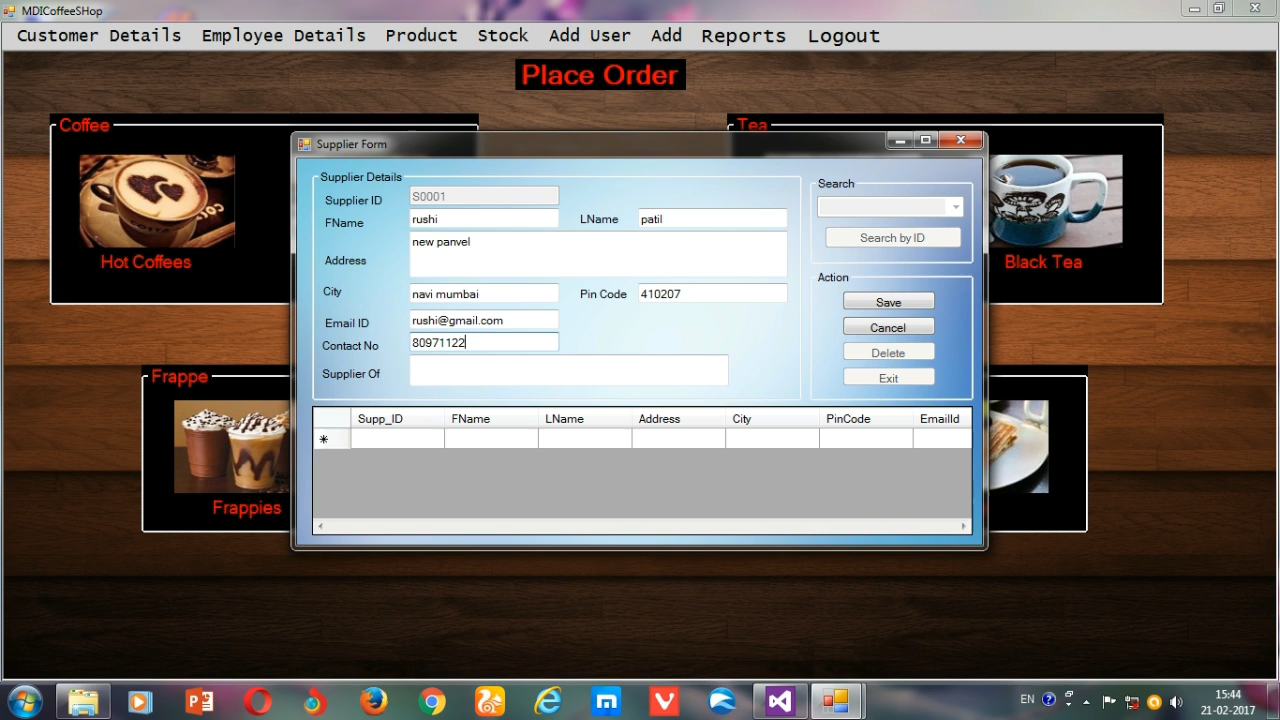 MDICoffeeSHop
Customer Details Employee Details Product Stock Add User Add Reports Logout
Place Order
Coffee
Tea
Hot Coffees
Black Tea
Frappe
Frappies
Supplier Form
Supplier Details
Supplier ID S0001
FName rushi LName patil
Address new panvel
City navi mumbai Pin Code 410207
Email ID rushi@gmail.com
Contact No 80971122
Supplier Of
Search
Search by ID
Action
Save
Cancel
Delete
Exit
Supp_ID FName LName Address City PinCode EmailId
EN
15:44
21-02-2017